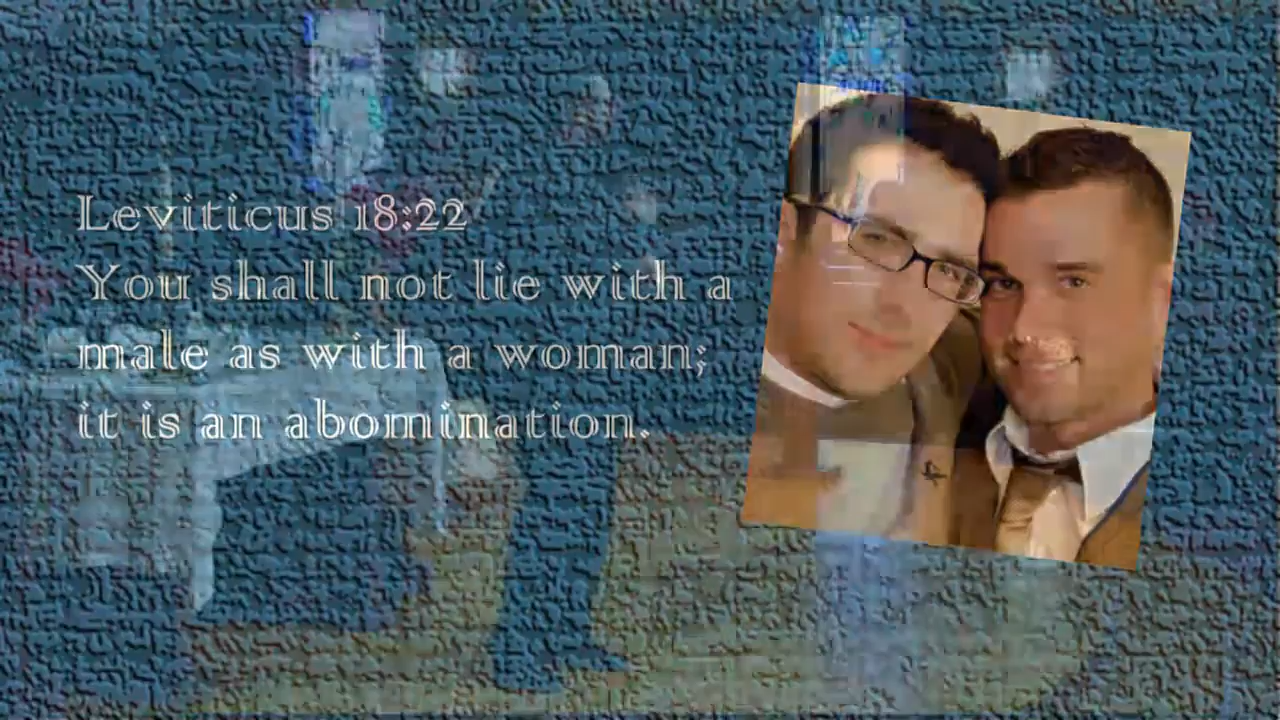 Leviticus 18:22
You shall not lie with a
male as with a woman;
it is an abomination.